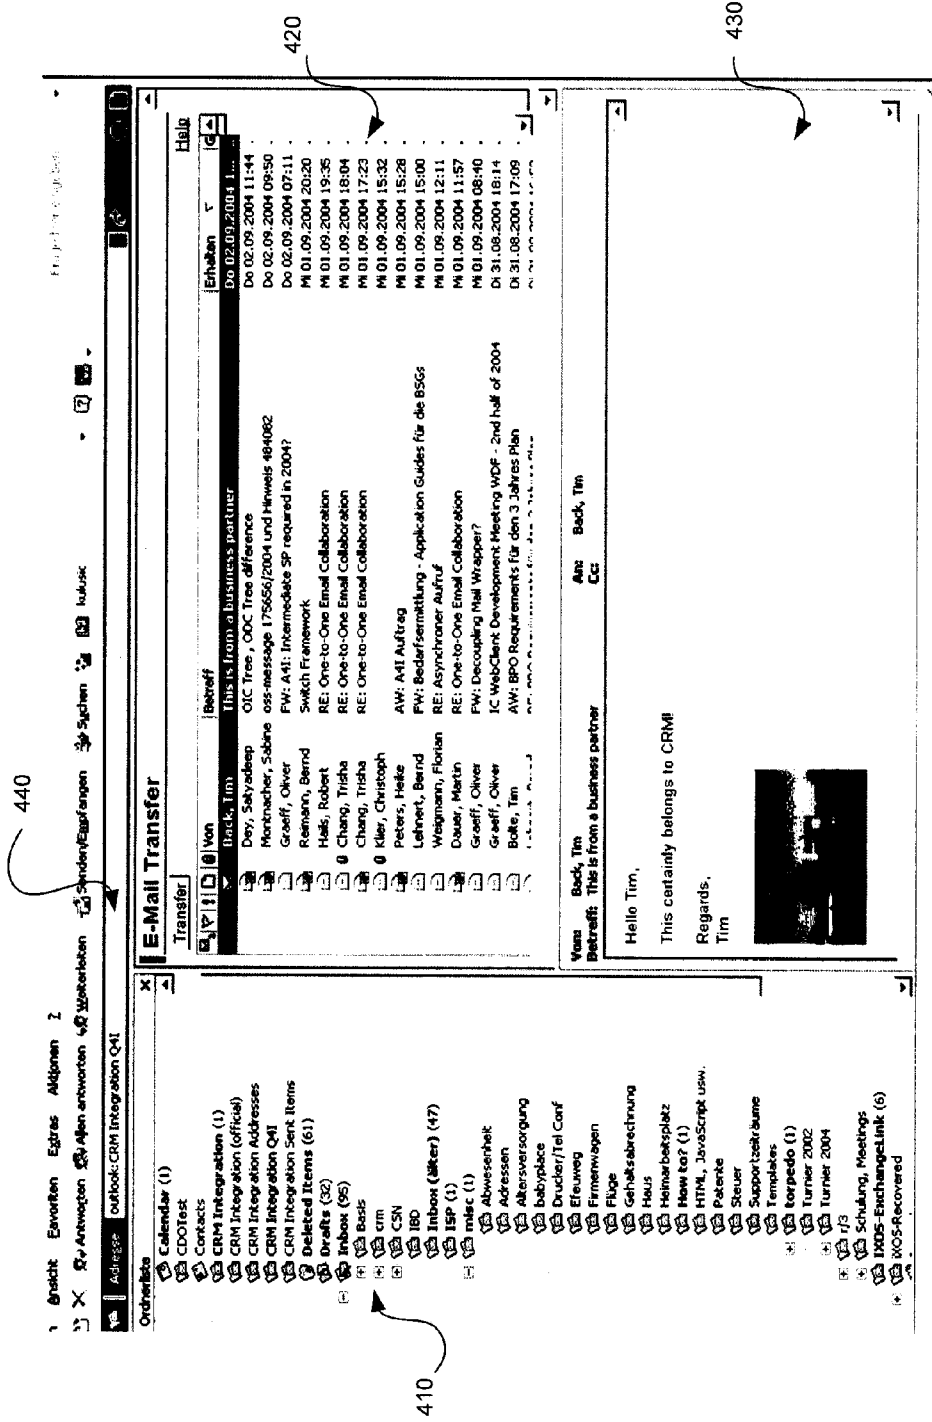 440
Ansicht Favoriten Extras Aktionen ?
Antworten Allen antworten Weiterleiten Senden/Empfangen Suchen kukusic
Adresse outlook:CRM Integration Q4I
Ordnerliste
Calendar (1)
CDOTest
Contacts
CRM Integration (1)
CRM Integration (official)
CRM Integration Addresses
CRM Integration Q4I
CRM Integration Sent Items
Deleted Items (61)
Drafts (32)
Inbox (95)
Basis
crm
CSN
IBD
Inbox (älter) (47)
ISP (1)
misc (1)
Abwesenheit
Adressen
Altersversorgung
babyplace
Drucker/Tel Conf
Efeuweg
Firmenwagen
Flüge
Gehaltsabrechnung
Haus
Heimarbeitsplatz
How to? (1)
HTML, JavaScript usw.
Patente
Steuer
Supportzeiträume
Templates
torpedo (1)
Turnier 2002
Turnier 2004
r/3
Schulung, Meetings
IXOS-ExchangeLink (6)
IXOS-Recovered
410
E-Mail Transfer
Transfer Help
Von Betreff Erhalten G
Back, Tim This is from a business partner Do 02.09.2004 1...
Dey, Satyadeep OIC Tree , ODC Tree difference Do 02.09.2004 11:44
Montnacher, Sabine oss-message 175656/2004 und Hinweis 484082 Do 02.09.2004 09:50
Graeff, Oliver FW: A4I: Intermediate SP required in 2004? Do 02.09.2004 07:11
Reimann, Bernd Switch Framework Mi 01.09.2004 20:20
Hails, Robert RE: One-to-One Email Collaboration Mi 01.09.2004 19:35
Chang, Trisha RE: One-to-One Email Collaboration Mi 01.09.2004 18:04
Chang, Trisha RE: One-to-One Email Collaboration Mi 01.09.2004 17:23
Klier, Christoph Mi 01.09.2004 15:32
Peters, Heike AW: A4I Auftrag Mi 01.09.2004 15:28
Lehnert, Bernd FW: Bedarfsermittlung - Application Guides für die BSGs Mi 01.09.2004 15:00
Weigmann, Florian RE: Asynchroner Aufruf Mi 01.09.2004 12:11
Dauer, Martin RE: One-to-One Email Collaboration Mi 01.09.2004 11:57
Graeff, Oliver FW: Decoupling Mail Wrapper? Mi 01.09.2004 08:40
Graeff, Oliver IC WebClient Development Meeting WDF - 2nd half of 2004 Di 31.08.2004 18:14
Bolte, Tim AW: BPO Requirements für den 3 Jahres Plan Di 31.08.2004 17:09
420
Von: Back, Tim An: Back, Tim
Betreff: This is from a business partner Cc:
Hello Tim,
This certainly belongs to CRM!
Regards,
Tim
430